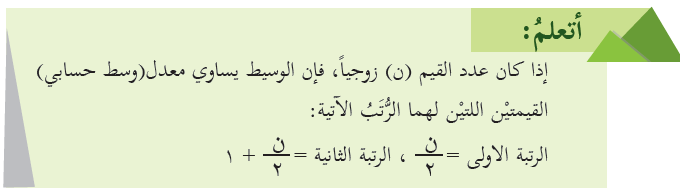 أتعلمُ:
إذا كان عدد القيم (ن) زوجياً، فإن الوسيط يساوي معدل(وسط حسابي)
القيمتيْن اللتيْن لهما الرُّتَبُ الآتية:
الرتبة الاولى = ن/٢ ، الرتبة الثانية = ن/٢ + ١